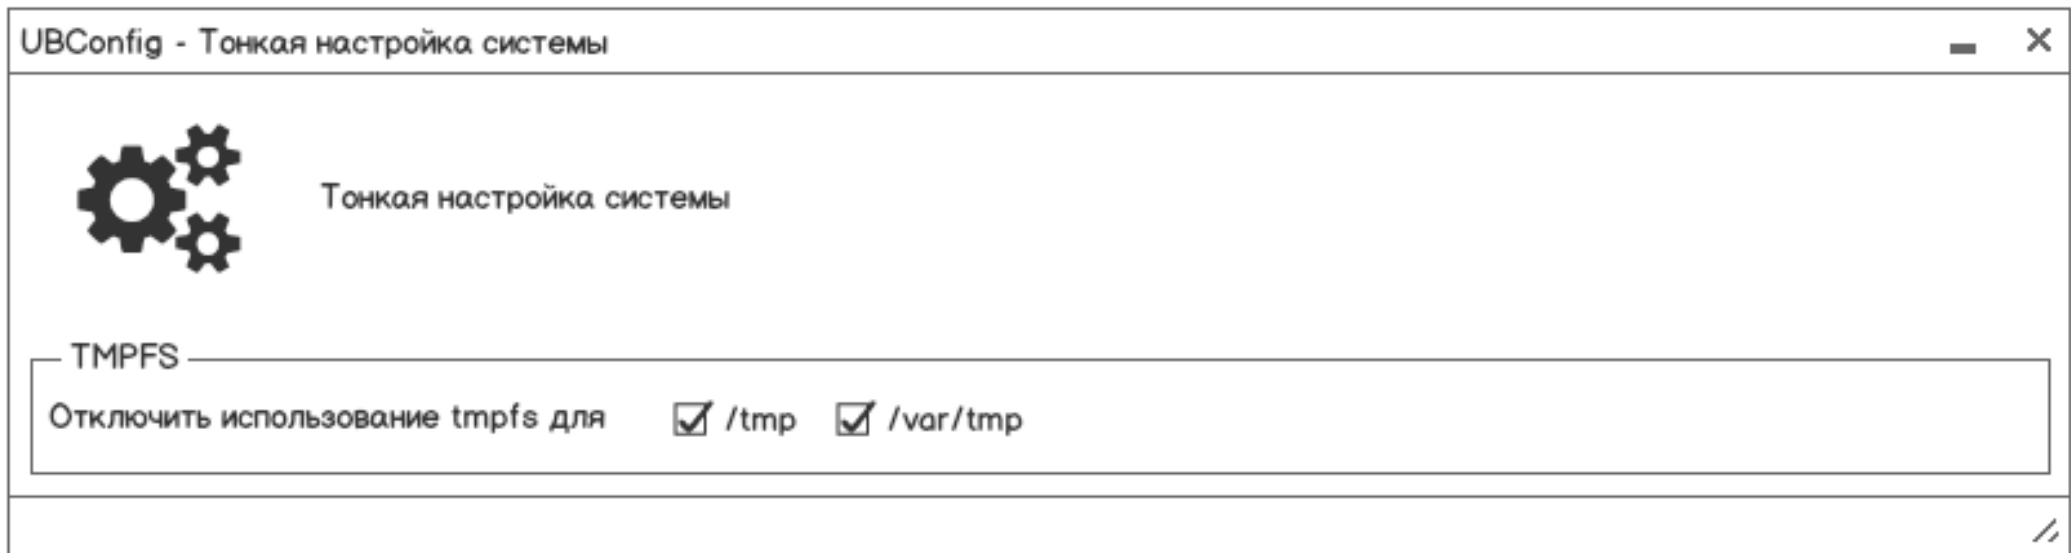 UBConfig - Тонкая настройка системы
Тонкая настройка системы
TMPFS
Отключить использование tmpfs для /tmp /var/tmp